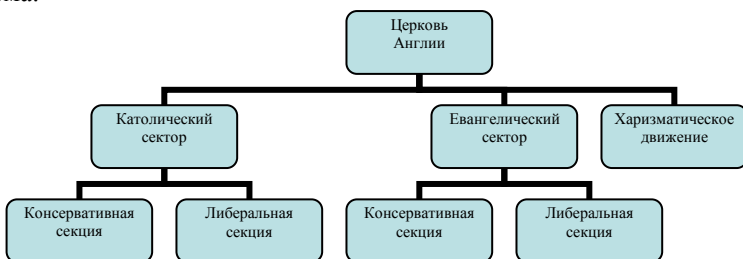 Церковь
Англии
Католический
сектор
Евангелический
сектор
Харизматическое
движение
Консервативная
секция
Либеральная
секция
Консервативная
секция
Либеральная
секция